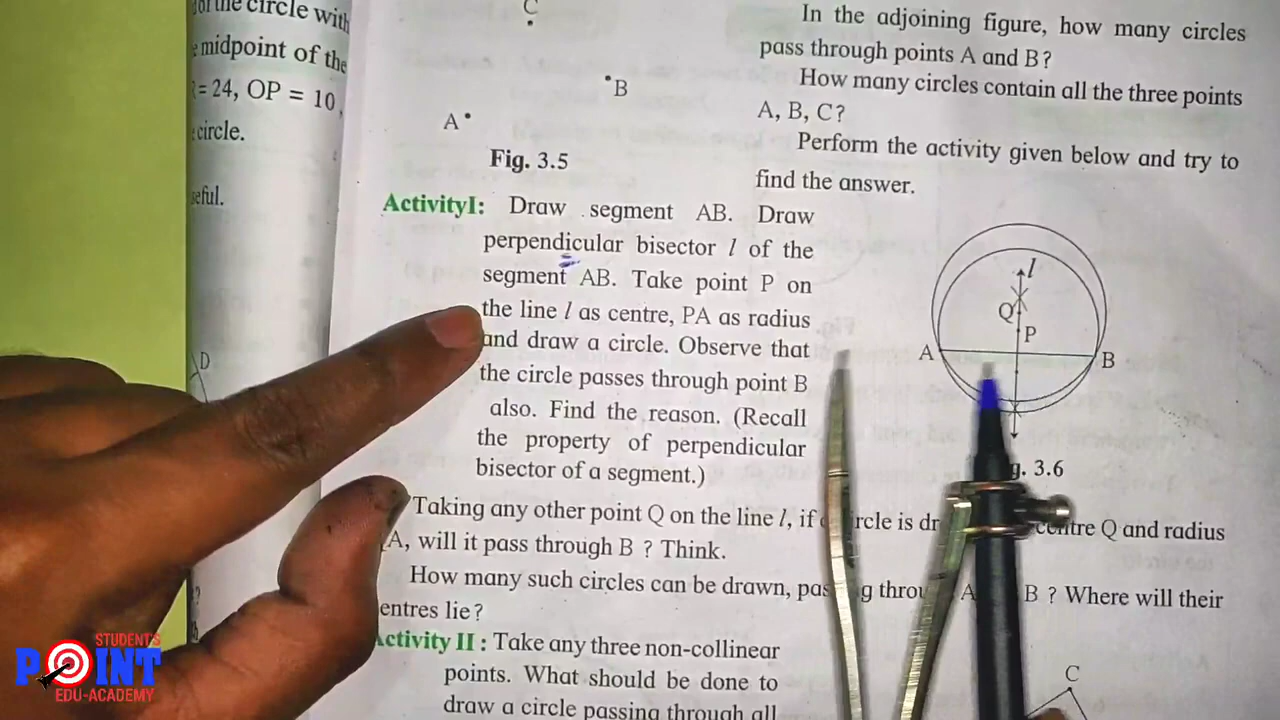 of the circle with
midpoint of the
= 24, OP = 10,
circle.
D
C
B
A
Fig. 3.5
In the adjoining figure, how many circles
pass through points A and B?
How many circles contain all the three points
A, B, C?
Perform the activity given below and try to
find the answer.
ActivityI: Draw segment AB. Draw
perpendicular bisector l of the
segment AB. Take point P on
the line l as centre, PA as radius
and draw a circle. Observe that
the circle passes through point B
also. Find the reason. (Recall
the property of perpendicular
bisector of a segment.)
l
Q
P
A
B
g. 3.6
Taking any other point Q on the line l, if circle is centre Q and radius
A, will it pass through B ? Think.
How many such circles can be drawn, A B ? Where will their
entres lie?
Activity II : Take any three non-collinear
points. What should be done to
draw a circle passing through all
C
STUDENTS
POINT
EDU-ACADEMY